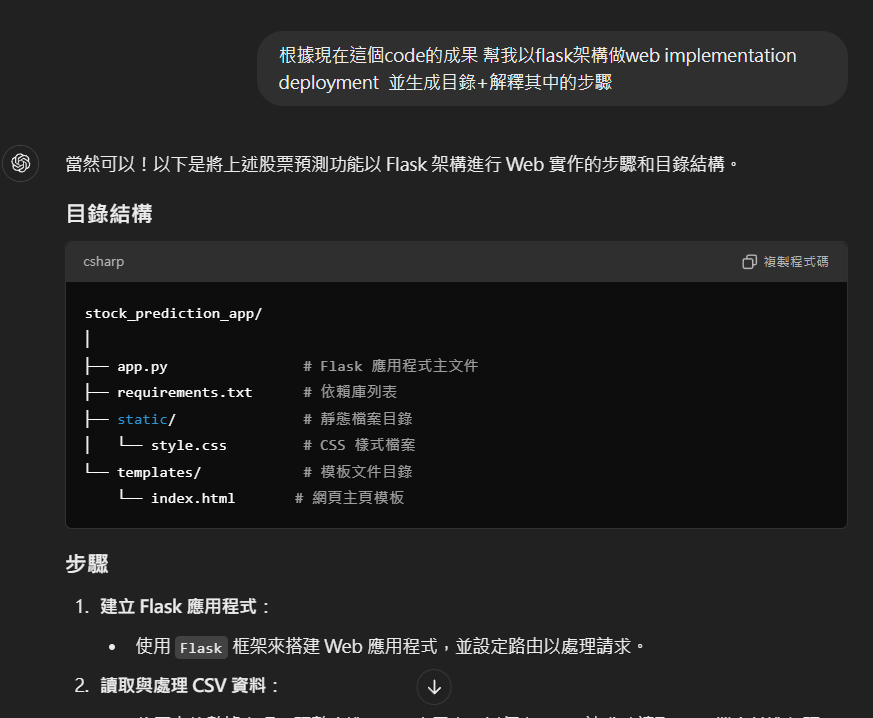 根據現在這個code的成果 幫我以flask架構做web implementation
deployment 並生成目錄+解釋其中的步驟
當然可以！以下是將上述股票預測功能以 Flask 架構進行 Web 實作的步驟和目錄結構。
目錄結構
csharp 複製程式碼
stock_prediction_app/
│
├── app.py # Flask 應用程式主文件
├── requirements.txt # 依賴庫列表
├── static/ # 靜態檔案目錄
│   └── style.css # CSS 樣式檔案
└── templates/ # 模板文件目錄
    └── index.html # 網頁主頁模板
步驟
1. 建立 Flask 應用程式：
• 使用 Flask 框架來搭建 Web 應用程式，並設定路由以處理請求。
2. 讀取與處理 CSV 資料：